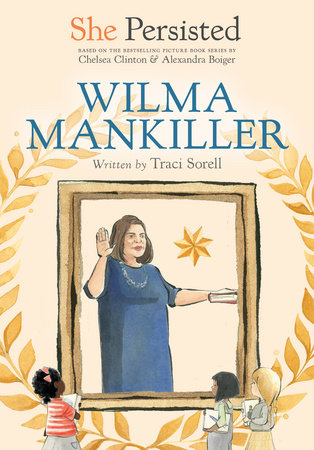 She Persisted
BASED ON THE BESTSELLING PICTURE BOOK SERIES BY
Chelsea Clinton & Alexandra Boiger
WILMA
MANKILLER
Written by Traci Sorell